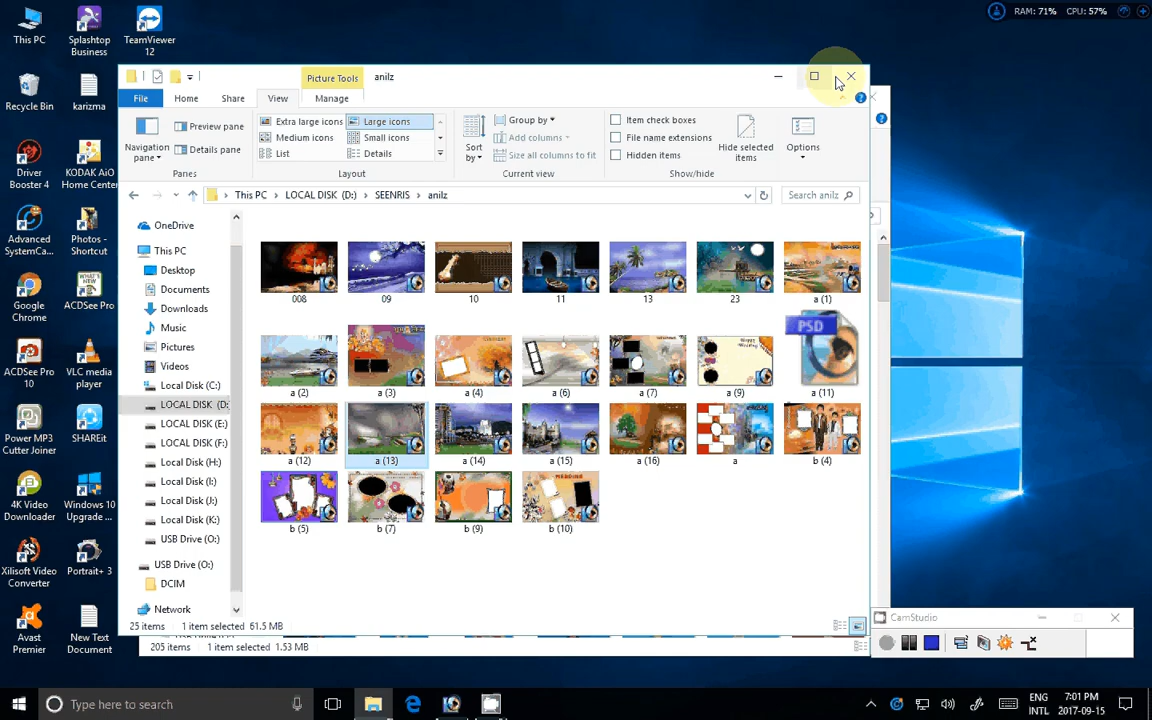 RAM: 71% CPU: 57%
This PC
Splashtop Business
TeamViewer 12
Recycle Bin
karizma
Driver Booster 4
KODAK AiO Home Center
Advanced SystemCa...
Photos - Shortcut
Google Chrome
ACDSee Pro
ACDSee Pro 10
VLC media player
Power MP3 Cutter Joiner
SHAREit
4K Video Downloader
Windows 10 Upgrade ...
Xilisoft Video Converter
Portrait+ 3
Avast Premier
New Text Document
Picture Tools anilz
File Home Share View Manage
Navigation pane
Preview pane
Details pane
Panes
Extra large icons Large icons
Medium icons Small icons
List Details
Layout
Sort by
Group by
Add columns
Size all columns to fit
Current view
Item check boxes
File name extensions
Hidden items
Hide selected items
Show/hide
Options
This PC > LOCAL DISK (D:) > SEENRIS > anilz
Search anilz
OneDrive
This PC
Desktop
Documents
Downloads
Music
Pictures
Videos
Local Disk (C:)
LOCAL DISK (D:
LOCAL DISK (E:)
LOCAL DISK (F:)
Local Disk (H:)
Local Disk (I:)
Local Disk (J:)
Local Disk (K:)
USB Drive (O:)
USB Drive (O:)
DCIM
Network
008 09 10 11 13 23 a (1)
PSD
a (2) a (3) a (4) a (6) a (7) a (9) a (11)
a (12) a (13) a (14) a (15) a (16) a b (4)
b (5) b (7) b (9) b (10)
25 items 1 item selected 61.5 MB
205 items 1 item selected 1.53 MB
CamStudio
Type here to search
ENG INTL
7:01 PM
2017-09-15